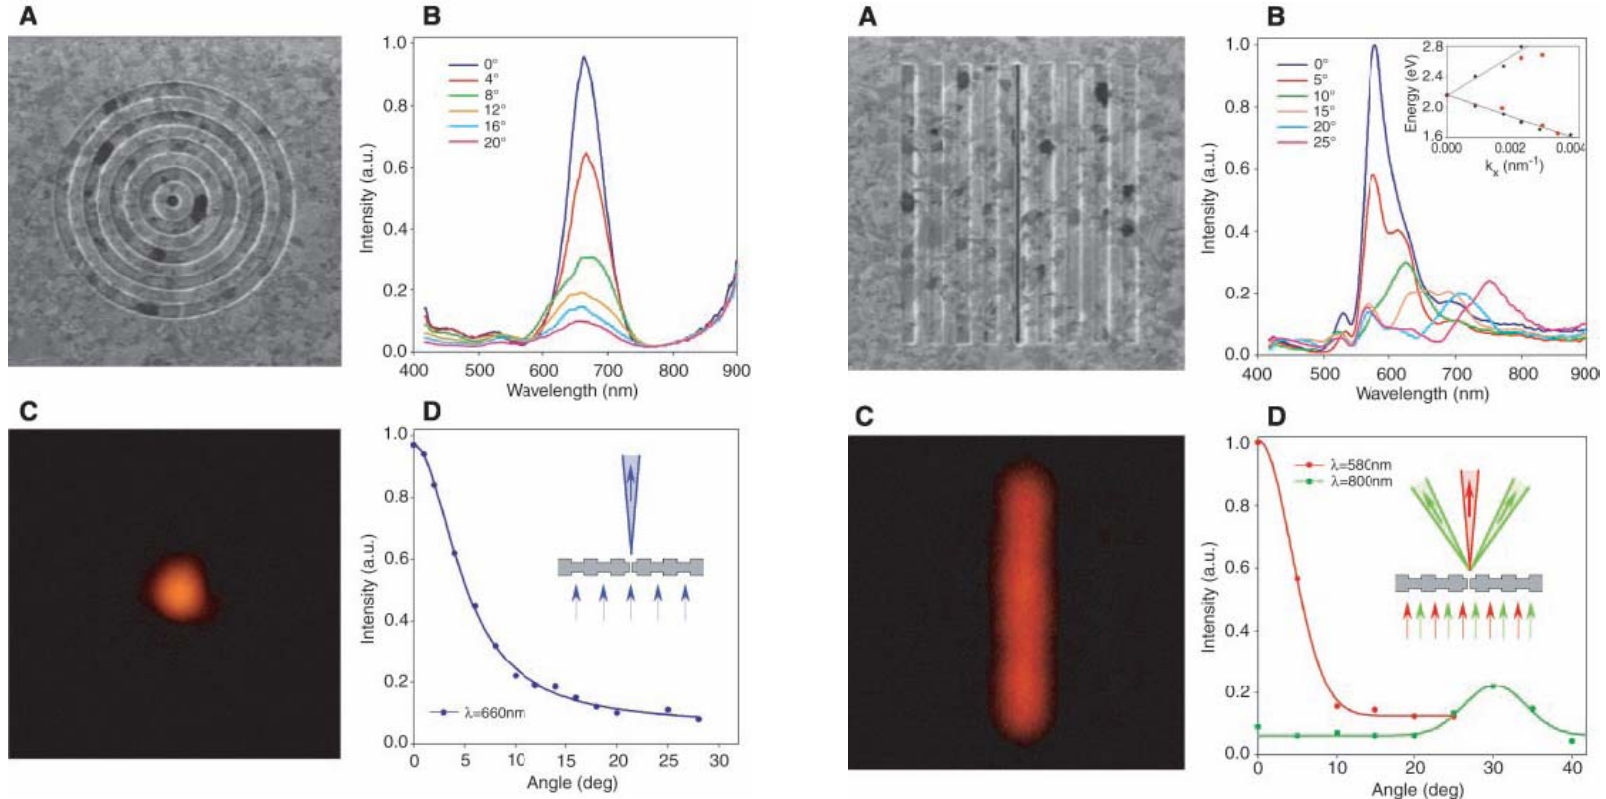 A
B
1.0
0.8
0.6
0.4
0.2
0.0
Intensity (a.u.)
0°
4°
8°
12°
16°
20°
400 500 600 700 800 900
Wavelength (nm)
C
D
1.0
0.8
0.6
0.4
0.2
0.0
Intensity (a.u.)
λ=660nm
0 5 10 15 20 25 30
Angle (deg)
A
B
1.0
0.8
0.6
0.4
0.2
0.0
Intensity (a.u.)
0°
5°
10°
15°
20°
25°
2.8
2.4
2.0
1.6
Energy (eV)
0.000 0.002 0.004
kx (nm-1)
400 500 600 700 800 900
Wavelength (nm)
C
D
1.0
0.8
0.6
0.4
0.2
0.0
Intensity (a.u.)
λ=580nm
λ=800nm
0 10 20 30 40
Angle (deg)